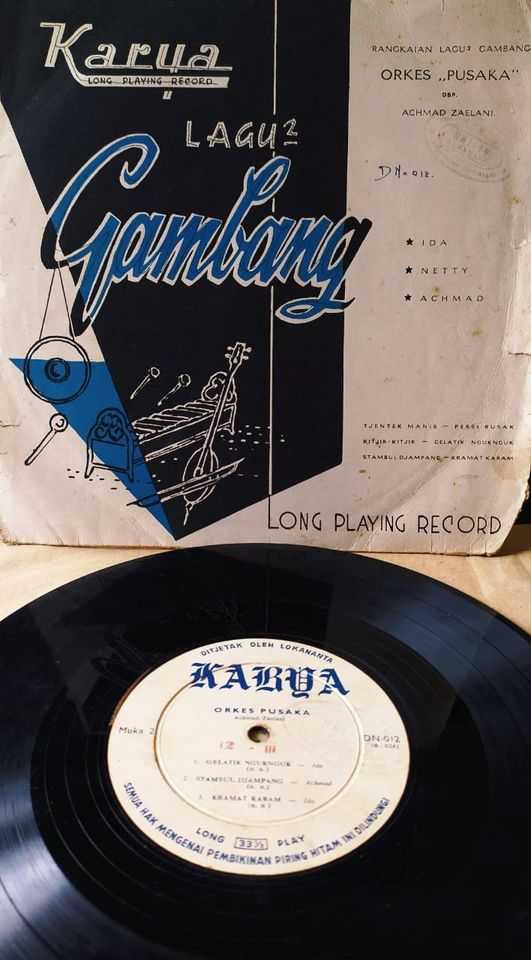 Karya
LONG PLAYING RECORD
LAGU²
Gambang
RANGKAIAN LAGU² GAMBANG
ORKES „PUSAKA"
DBP.
ACHMAD ZAELANI.
DN-012.
★ IDA
★ NETTY
★ ACHMAD
TJENTEK MANIS – PERSI RUSAK
KITJIR-KITJIR – GELATIK NGUKNGUK
STAMBUL DJAMPANG – KRAMAT KARAM
LONG PLAYING RECORD
DITJETAK OLEH LOKANANTA
KARYA
ORKES PUSAKA
Achmad Zaelani
Muka 2
DN-012
1. GELATIK NGUKNGUK – Ida
(n. n.)
2. STAMBUL DJAMPANG – Achmad
(n. n.)
3. KRAMAT KARAM – Ida
(n. n.)
LONG 33⅓ PLAY
SEMUA HAK MENGENAI PEMBIKINAN PIRING HITAM INI DILINDUNGI